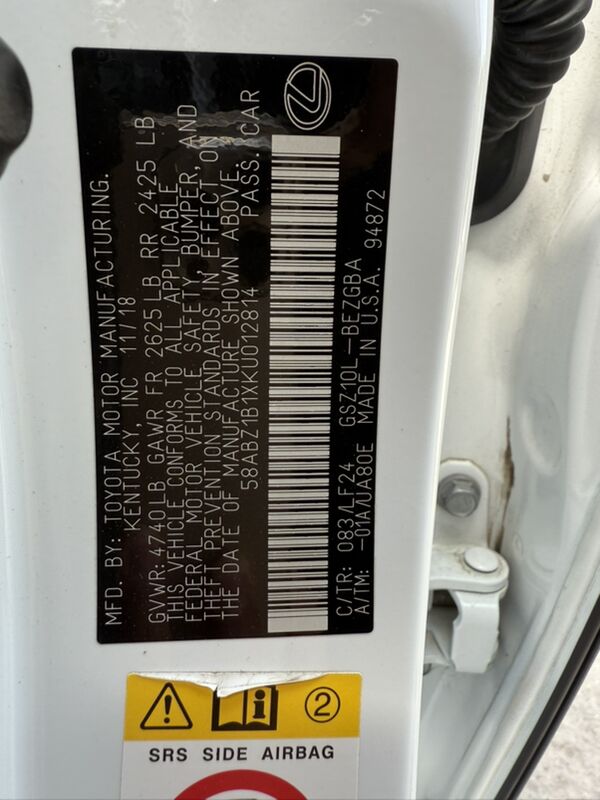 MFD. BY: TOYOTA MOTOR MANUFACTURING.
KENTUCKY, INC 11/18
GVWR: 4740LB GAWR FR 2625LB RR 2425 LB
THIS VEHICLE CONFORMS TO ALL APPLICABLE
FEDERAL MOTOR VEHICLE SAFETY, BUMPER, AND
THEFT PREVENTION STANDARDS IN EFFECT ON
THE DATE OF MANUFACTURE SHOWN ABOVE.
58ABZ1B1XKU012814 PASS. CAR
C/TR: 083/LF24 GSZ10L-BEZGBA
A/TM: -01A/UA80E MADE IN U.S.A. 94872
2
SRS SIDE AIRBAG